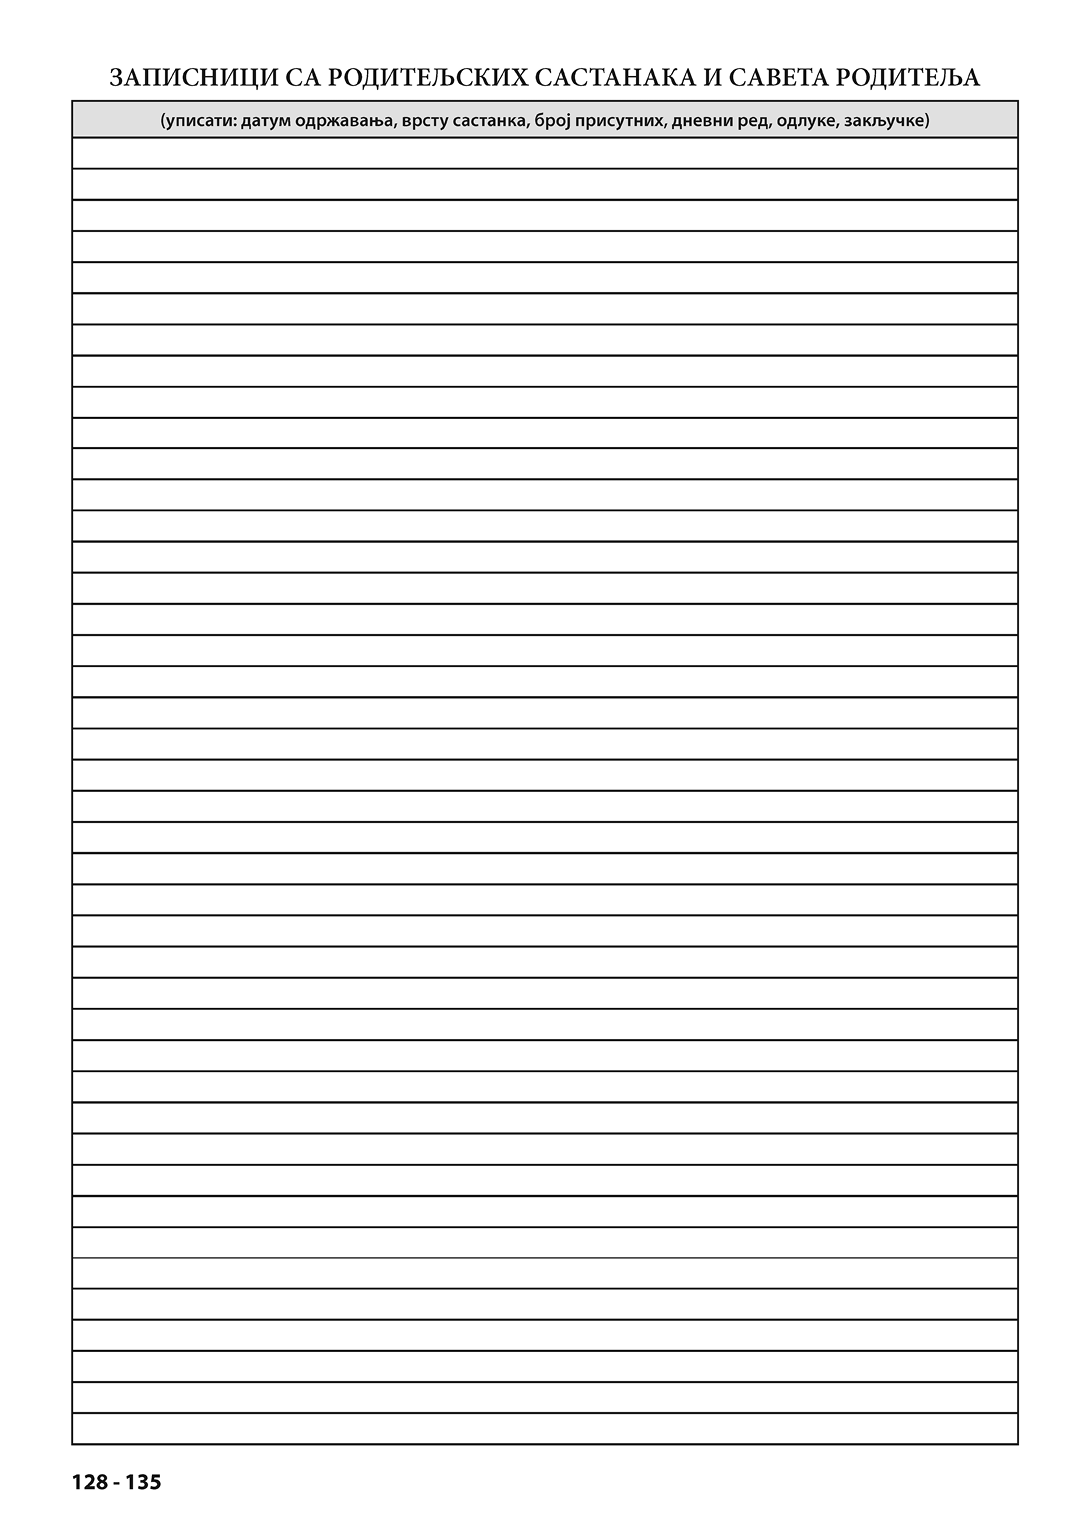 ЗАПИСНИЦИ СА РОДИТЕЉСКИХ САСТАНАКА И САВЕТА РОДИТЕЉА
(уписати: датум одржавања, врсту састанка, број присутних, дневни ред, одлуке, закључке)
128 - 135